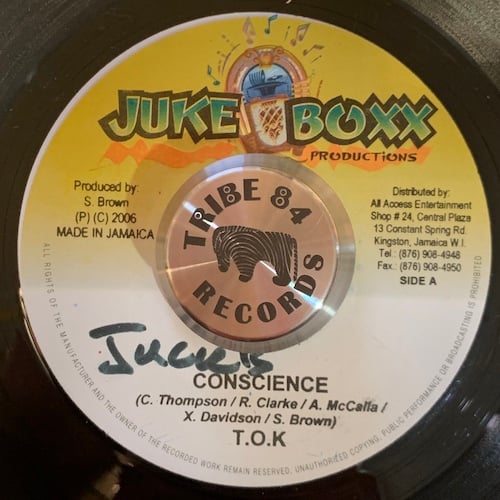 JUKE BOXX
PRODUCTIONS
Produced by:
S. Brown
(P) (C) 2006
MADE IN JAMAICA
Distributed by:
All Access Entertainment
Shop # 24, Central Plaza
13 Constant Spring Rd.
Kingston, Jamaica W.I.
Tel : (876) 908-4948
Fax.: (876) 908-4950
SIDE A
TRIBE 84
RECORDS
CONSCIENCE
(C. Thompson / R. Clarke / A. McCalla /
X. Davidson / S. Brown)
T.O.K
ALL RIGHTS OF THE MANUFACTURER AND THE OWNER OF THE RECORDED WORK REMAIN RESERVED, UNAUTHORIZED COPYING, PUBLIC PERFORMANCE OR BROADCASTING IS PROHIBITED